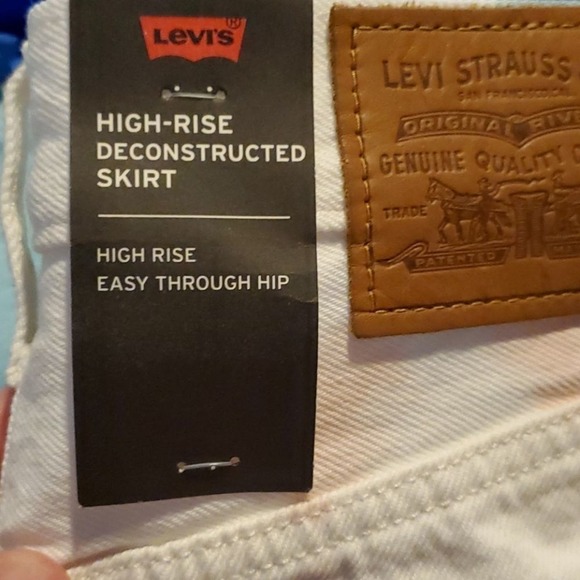 LEVI'S
HIGH-RISE
DECONSTRUCTED
SKIRT
HIGH RISE
EASY THROUGH HIP
LEVI STRAUSS
SAN FRANCISCO CAL
ORIGINAL
GENUINE QUALITY
TRADE
PATENTED